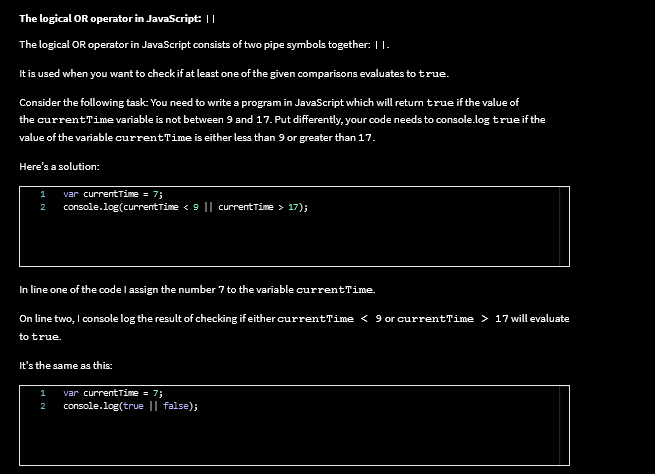 The logical OR operator in JavaScript: ||
The logical OR operator in JavaScript consists of two pipe symbols together: ||.
It is used when you want to check if at least one of the given comparisons evaluates to true.
Consider the following task: You need to write a program in JavaScript which will return true if the value of
the currentTime variable is not between 9 and 17. Put differently, your code needs to console.log true if the
value of the variable currentTime is either less than 9 or greater than 17.
Here's a solution:
1 var currentTime = 7;
2 console.log(currentTime < 9 || currentTime > 17);
In line one of the code I assign the number 7 to the variable currentTime.
On line two, I console log the result of checking if either currentTime < 9 or currentTime > 17 will evaluate
to true.
It's the same as this:
1 var currentTime = 7;
2 console.log(true || false);